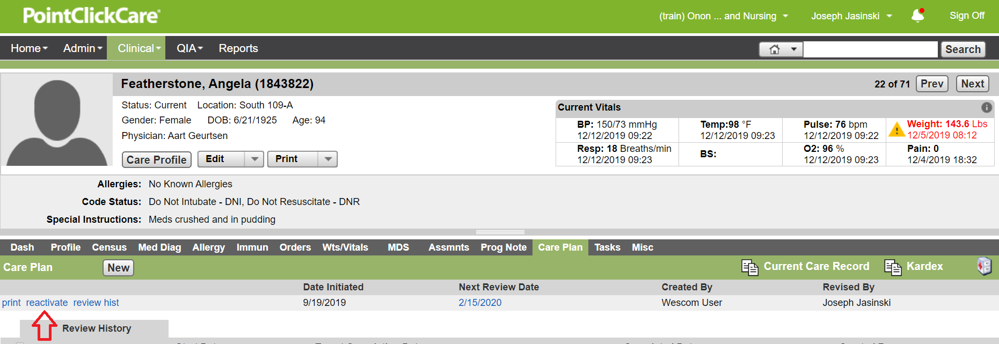 PointClickCare®
(train) Onon ... and Nursing
Joseph Jasinski
Sign Off
Home
Admin
Clinical
QIA
Reports
Search
Featherstone, Angela (1843822)
22 of 71
Prev
Next
Status: Current Location: South 109-A
Gender: Female DOB: 6/21/1925 Age: 94
Physician: Aart Geurtsen
Care Profile
Edit
Print
Current Vitals
BP: 150/73 mmHg
12/12/2019 09:22
Temp:98 °F
12/12/2019 09:23
Pulse: 76 bpm
12/12/2019 09:22
Weight: 143.6 Lbs
12/5/2019 08:12
Resp: 18 Breaths/min
12/12/2019 09:23
BS:
O2: 96 %
12/12/2019 09:23
Pain: 0
12/4/2019 18:32
Allergies: No Known Allergies
Code Status: Do Not Intubate - DNI, Do Not Resuscitate - DNR
Special Instructions: Meds crushed and in pudding
Dash Profile Census Med Diag Allergy Immun Orders Wts/Vitals MDS Assmnts Prog Note Care Plan Tasks Misc
Care Plan
New
Current Care Record
Kardex
Date Initiated Next Review Date Created By Revised By
print reactivate review hist 9/19/2019 2/15/2020 Wescom User Joseph Jasinski
Review History